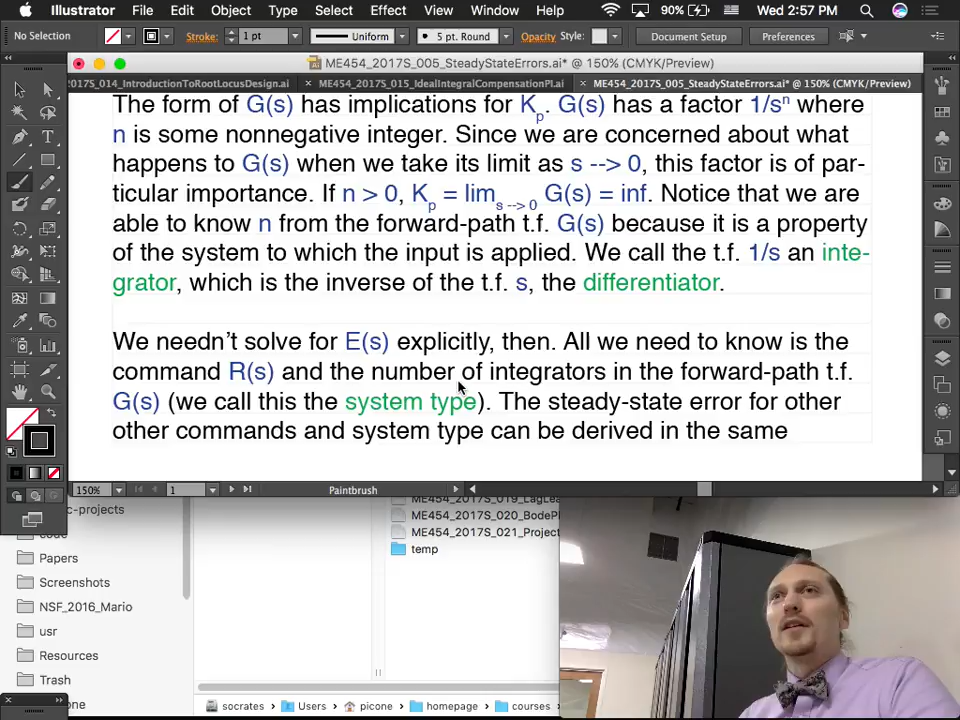 Illustrator File Edit Object Type Select Effect View Window Help 90% Wed 2:57 PM
No Selection Stroke: 1 pt Uniform 5 pt. Round Opacity Style: Document Setup Preferences
ME454_2017S_005_SteadyStateErrors.ai* @ 150% (CMYK/Preview)
2017S_014_IntroductionToRootLocusDesign.ai ME454_2017S_015_IdealIntegralCompensationPI.ai ME454_2017S_005_SteadyStateErrors.ai* @ 150% (CMYK/Preview)
The form of G(s) has implications for Kp. G(s) has a factor 1/sⁿ where
n is some nonnegative integer. Since we are concerned about what
happens to G(s) when we take its limit as s --> 0, this factor is of par-
ticular importance. If n > 0, Kp = lims --> 0 G(s) = inf. Notice that we are
able to know n from the forward-path t.f. G(s) because it is a property
of the system to which the input is applied. We call the t.f. 1/s an inte-
grator, which is the inverse of the t.f. s, the differentiator.
We needn't solve for E(s) explicitly, then. All we need to know is the
command R(s) and the number of integrators in the forward-path t.f.
G(s) (we call this the system type). The steady-state error for other
other commands and system type can be derived in the same
150% 1 Paintbrush
c-projects
code
Papers
Screenshots
NSF_2016_Mario
usr
Resources
Trash
ME454_2017S_019_LagLea
ME454_2017S_020_BodePl
ME454_2017S_021_Project
temp
socrates Users picone homepage courses